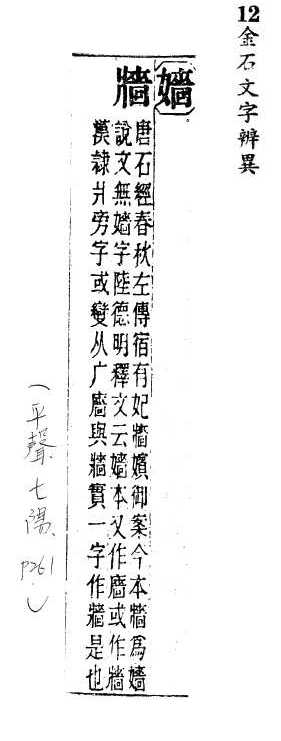 12金石文字辨異
嬙
牆
唐石經春秋左傳宿有妃牆嬪御案今本牆爲嬙
說文無嬙字陸德明釋文云嬙本又作廧或作牆
漢隸爿旁字或變从广廧與牆實一字作牆是也
(平聲七陽 P261)